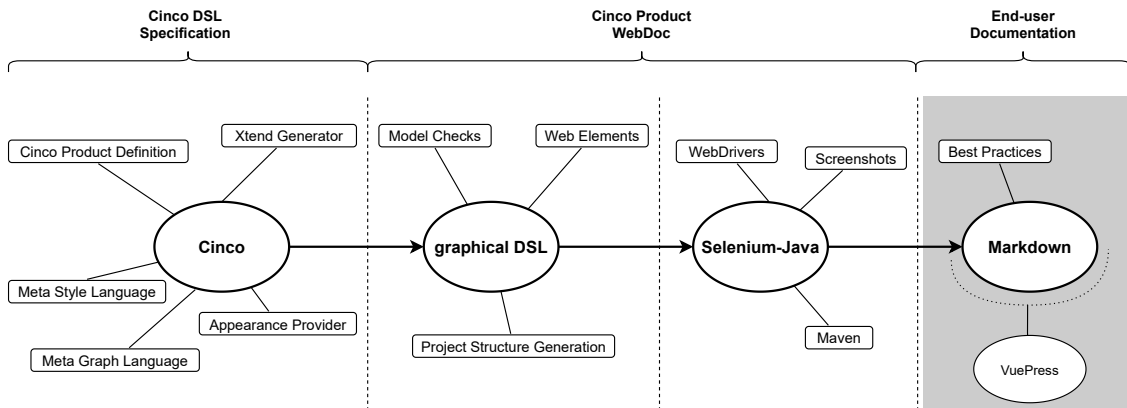 Cinco DSL
Specification
Cinco Product
WebDoc
End-user
Documentation
Xtend Generator
Cinco Product Definition
Cinco
Meta Style Language
Appearance Provider
Meta Graph Language
Model Checks
Web Elements
graphical DSL
Project Structure Generation
WebDrivers
Screenshots
Selenium-Java
Maven
Best Practices
Markdown
VuePress